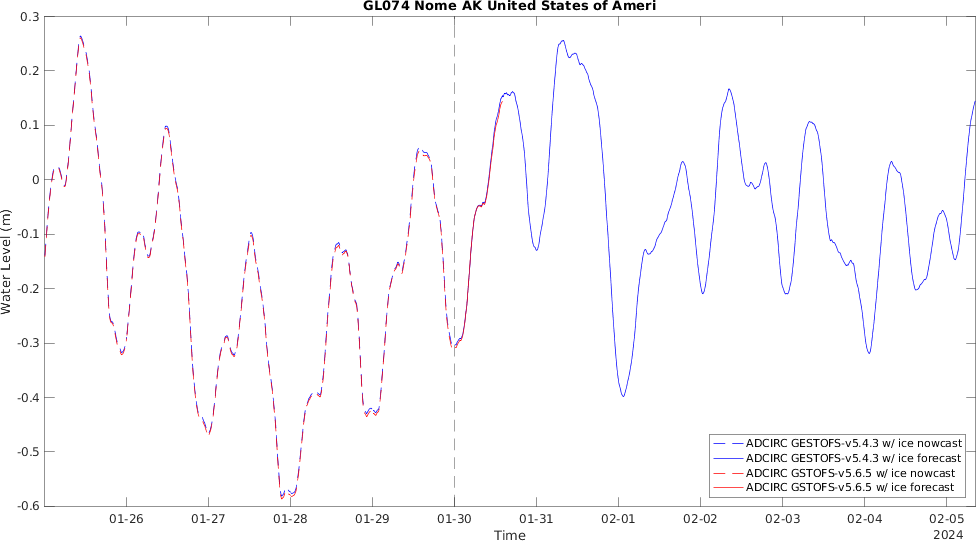 GL074 Nome AK United States of Ameri
0.3
0.2
0.1
0
-0.1
-0.2
-0.3
-0.4
-0.5
-0.6
Water Level (m)
ADCIRC GESTOFS-v5.4.3 w/ ice nowcast
ADCIRC GESTOFS-v5.4.3 w/ ice forecast
ADCIRC GSTOFS-v5.6.5 w/ ice nowcast
ADCIRC GSTOFS-v5.6.5 w/ ice forecast
01-26 01-27 01-28 01-29 01-30 01-31 02-01 02-02 02-03 02-04 02-05
Time
2024